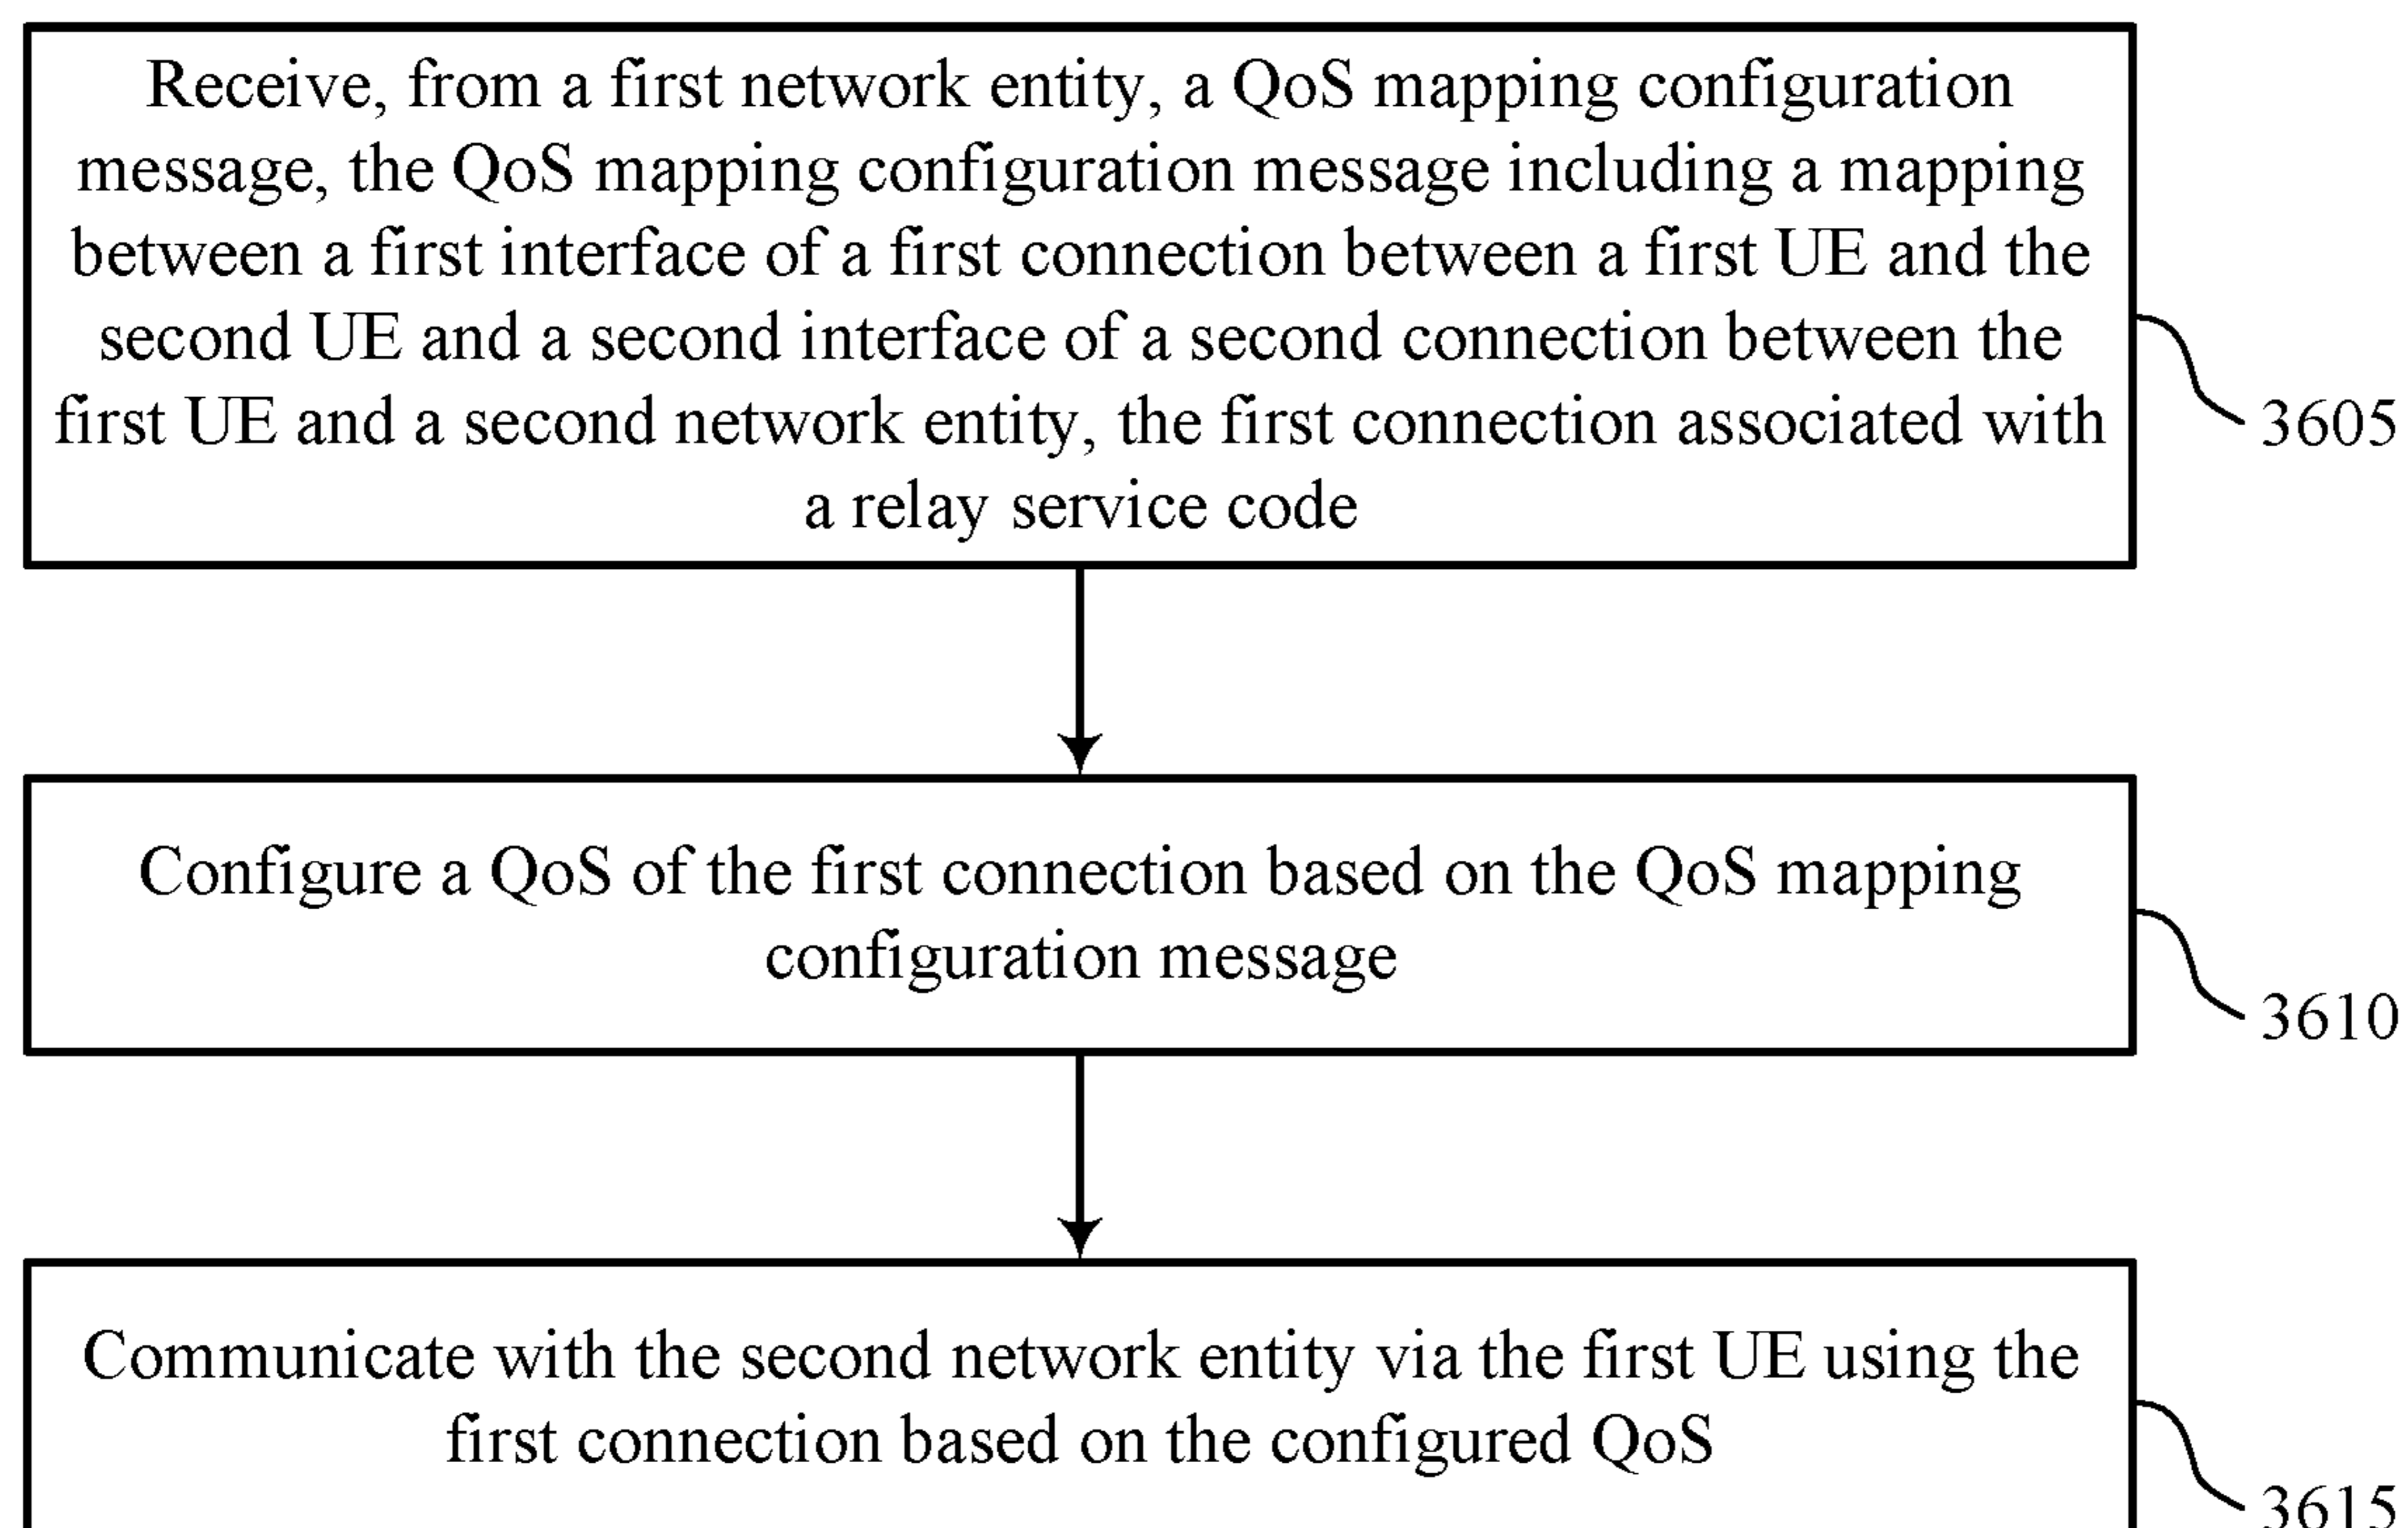 Receive, from a first network entity, a QoS mapping configuration
message, the QoS mapping configuration message including a mapping
between a first interface of a first connection between a first UE and the
second UE and a second interface of a second connection between the
first UE and a second network entity, the first connection associated with
a relay service code
3605
Configure a QoS of the first connection based on the QoS mapping
configuration message
3610
Communicate with the second network entity via the first UE using the
first connection based on the configured QoS
3615